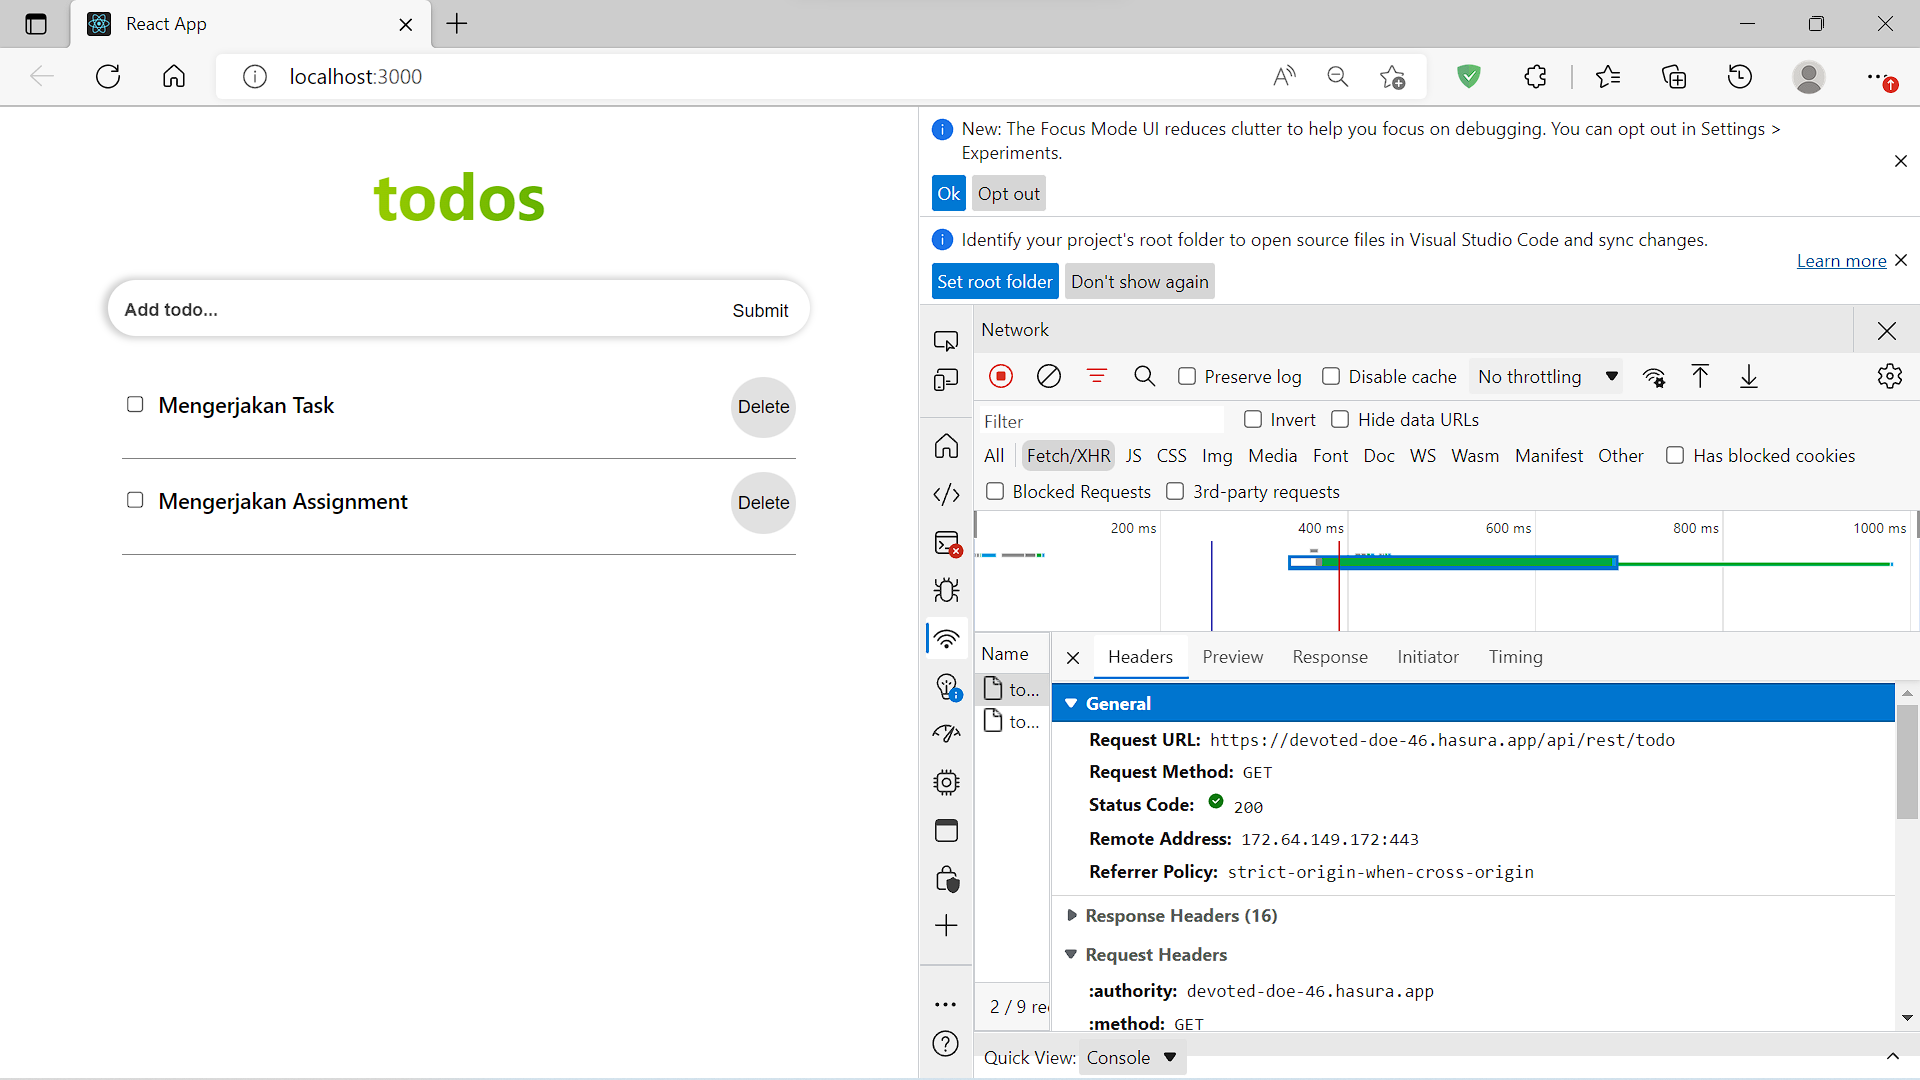 React App
localhost:3000
todos
Add todo...
Submit
Mengerjakan Task
Delete
Mengerjakan Assignment
Delete
New: The Focus Mode UI reduces clutter to help you focus on debugging. You can opt out in Settings >
Experiments.
Ok
Opt out
Identify your project's root folder to open source files in Visual Studio Code and sync changes.
Learn more
Set root folder
Don't show again
Network
Preserve log
Disable cache
No throttling
Filter
Invert
Hide data URLs
All
Fetch/XHR
JS
CSS
Img
Media
Font
Doc
WS
Wasm
Manifest
Other
Has blocked cookies
Blocked Requests
3rd-party requests
200 ms
400 ms
600 ms
800 ms
1000 ms
Name
Headers
Preview
Response
Initiator
Timing
to...
to...
General
Request URL: https://devoted-doe-46.hasura.app/api/rest/todo
Request Method: GET
Status Code: 200
Remote Address: 172.64.149.172:443
Referrer Policy: strict-origin-when-cross-origin
Response Headers (16)
Request Headers
:authority: devoted-doe-46.hasura.app
:method: GET
2 / 9 re
Quick View: Console